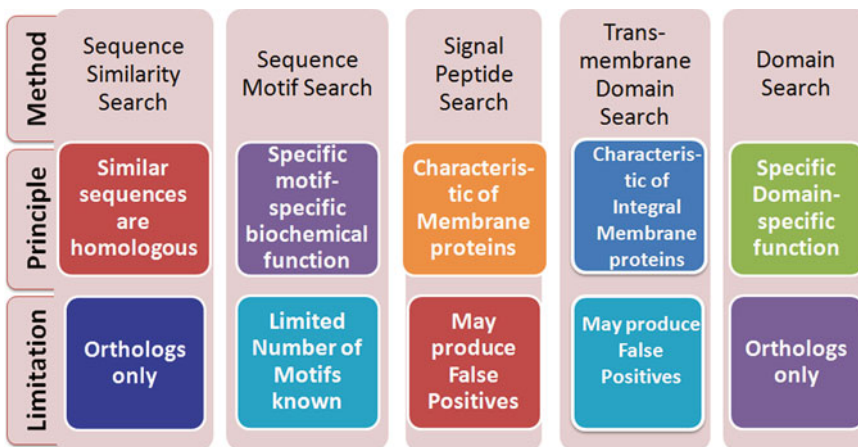 Method
Sequence
Similarity
Search
Sequence
Motif Search
Signal
Peptide
Search
Trans-
membrane
Domain
Search
Domain
Search
Principle
Similar
sequences
are
homologous
Specific
motif-
specific
biochemical
function
Characteris-
tic of
Membrane
proteins
Characteris-
tic of
Integral
Membrane
proteins
Specific
Domain-
specific
function
Limitation
Orthologs
only
Limited
Number of
Motifs
known
May
produce
False
Positives
May produce
False
Positives
Orthologs
only